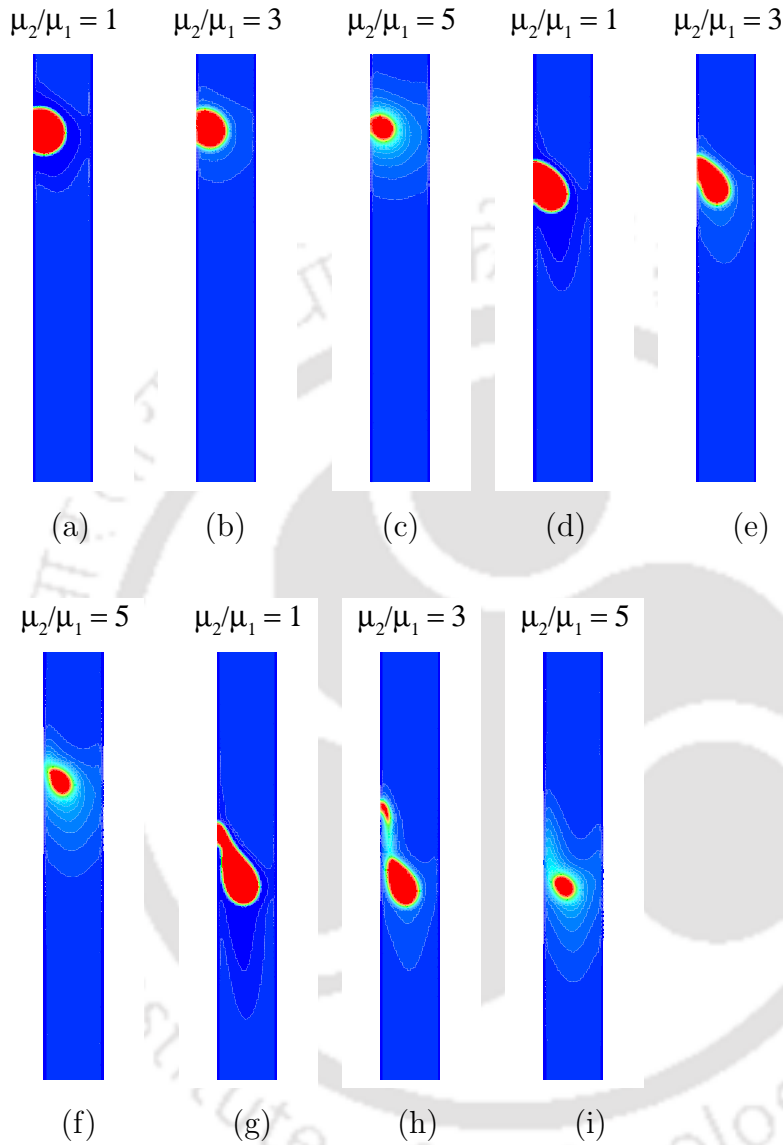 μ₂/μ₁ = 1 μ₂/μ₁ = 3 μ₂/μ₁ = 5 μ₂/μ₁ = 1 μ₂/μ₁ = 3
(a) (b) (c) (d) (e)
μ₂/μ₁ = 5 μ₂/μ₁ = 1 μ₂/μ₁ = 3 μ₂/μ₁ = 5
(f) (g) (h) (i)